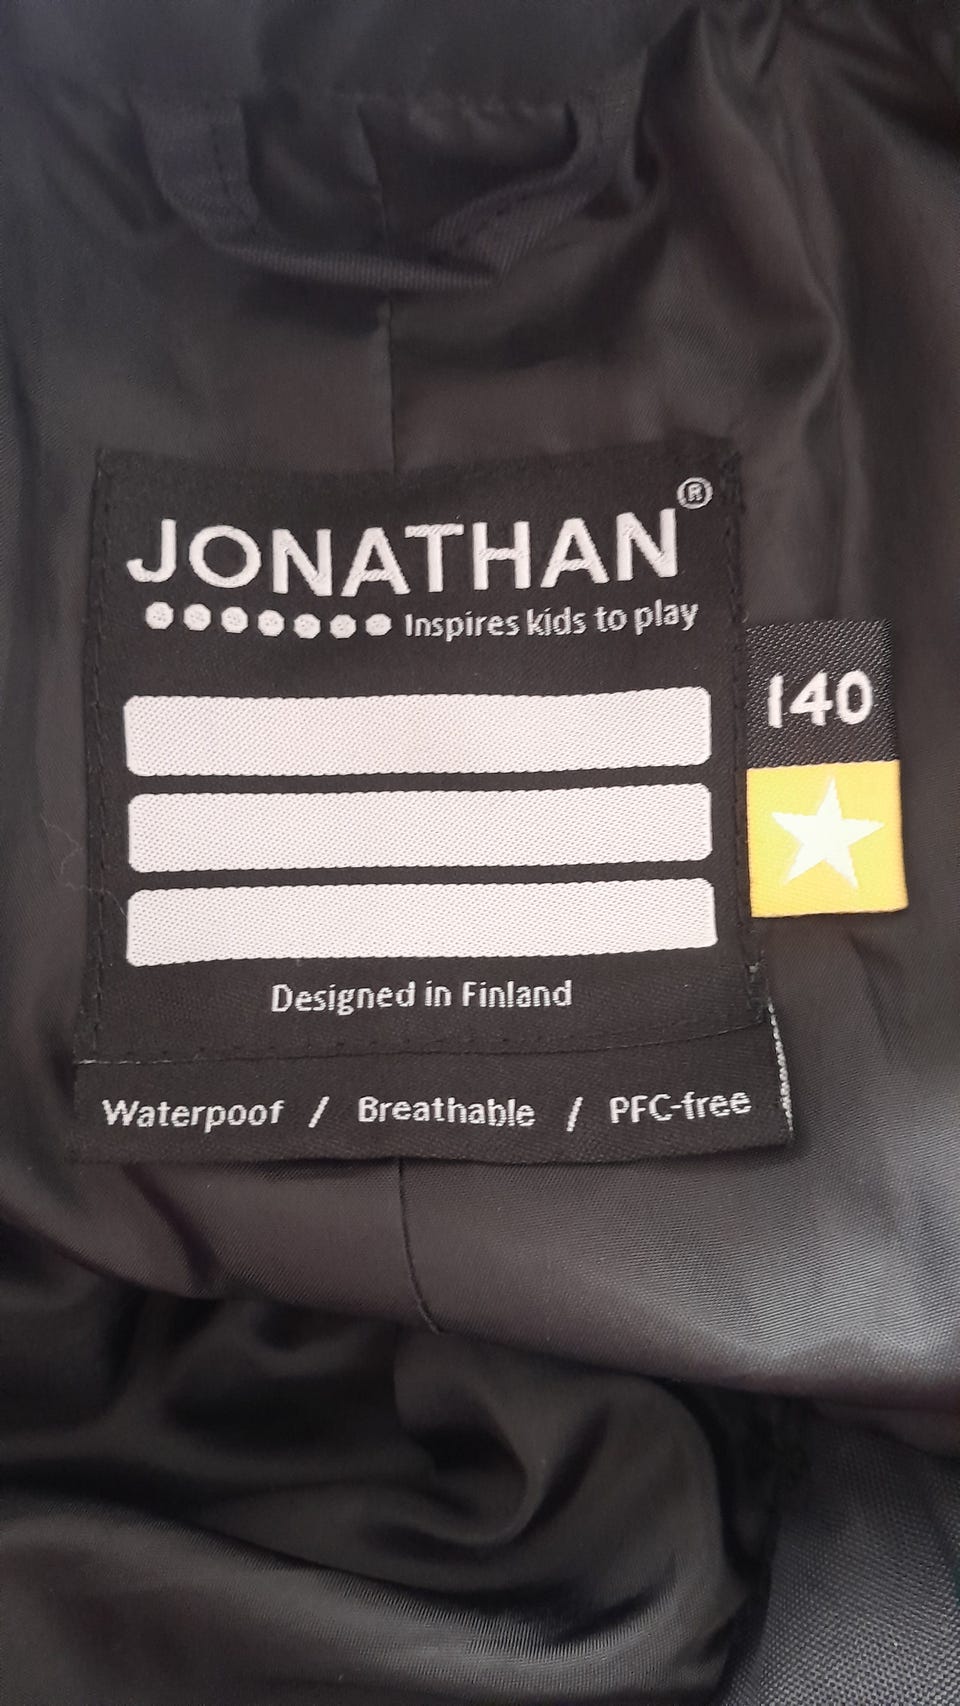 JONATHAN®
Inspires kids to play
140
Designed in Finland
Waterpoof / Breathable / PFC-free